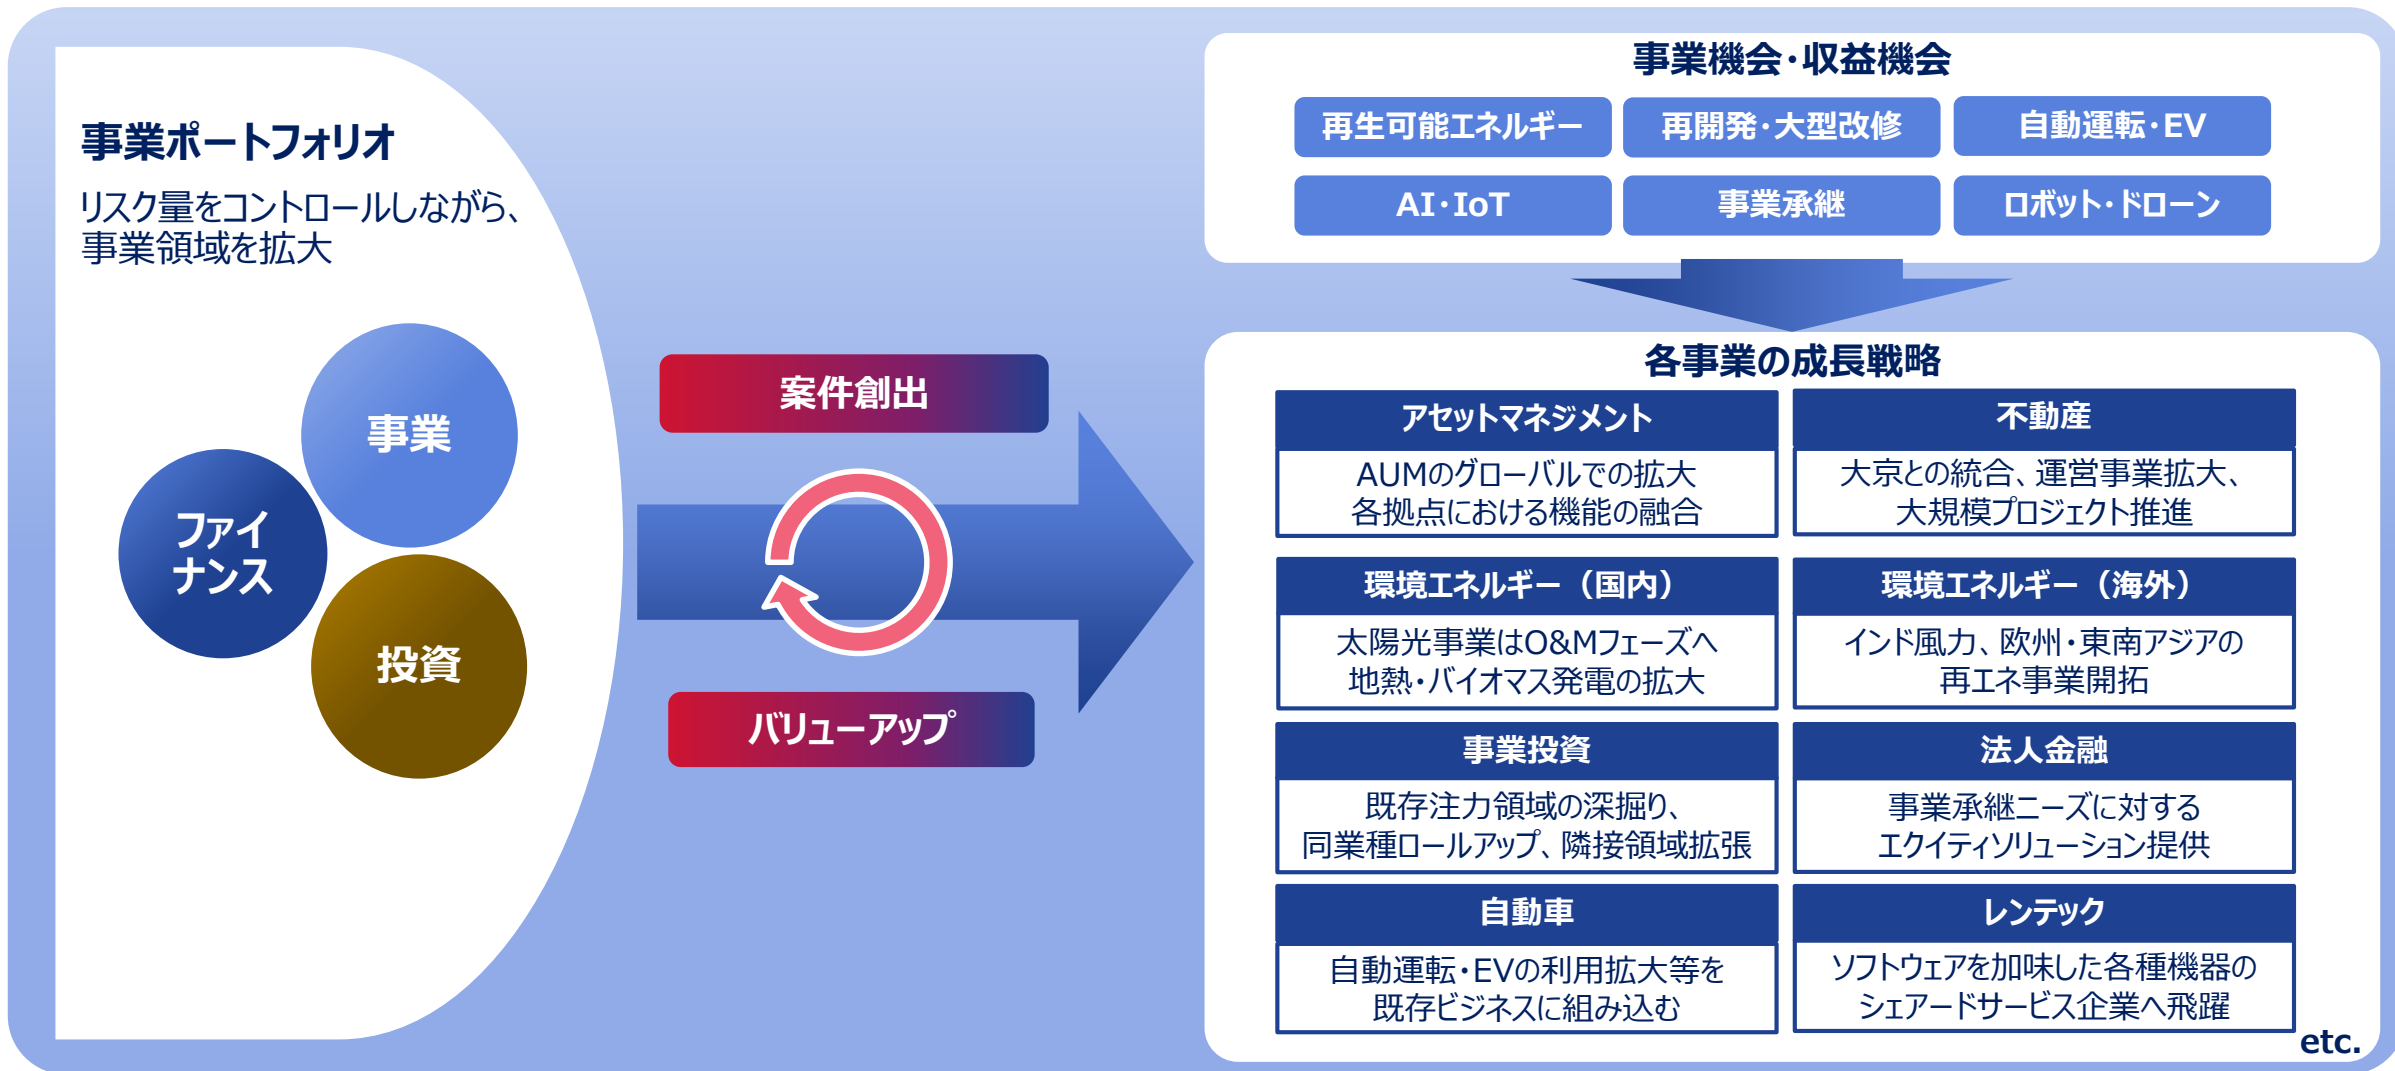 事業ポートフォリオ
リスク量をコントロールしながら、
事業領域を拡大
事業
ファイ
ナンス
投資
案件創出
バリューアップ
事業機会・収益機会
再生可能エネルギー
再開発・大型改修
自動運転・EV
AI・IoT
事業承継
ロボット・ドローン
各事業の成長戦略
アセットマネジメント
AUMのグローバルでの拡大
各拠点における機能の融合
不動産
大京との統合、運営事業拡大、
大規模プロジェクト推進
環境エネルギー（国内）
太陽光事業はO&Mフェーズへ
地熱・バイオマス発電の拡大
環境エネルギー（海外）
インド風力、欧州・東南アジアの
再エネ事業開拓
事業投資
既存注力領域の深掘り、
同業種ロールアップ、隣接領域拡張
法人金融
事業承継ニーズに対する
エクイティソリューション提供
自動車
自動運転・EVの利用拡大等を
既存ビジネスに組み込む
レンテック
ソフトウェアを加味した各種機器の
シェアードサービス企業へ飛躍
etc.